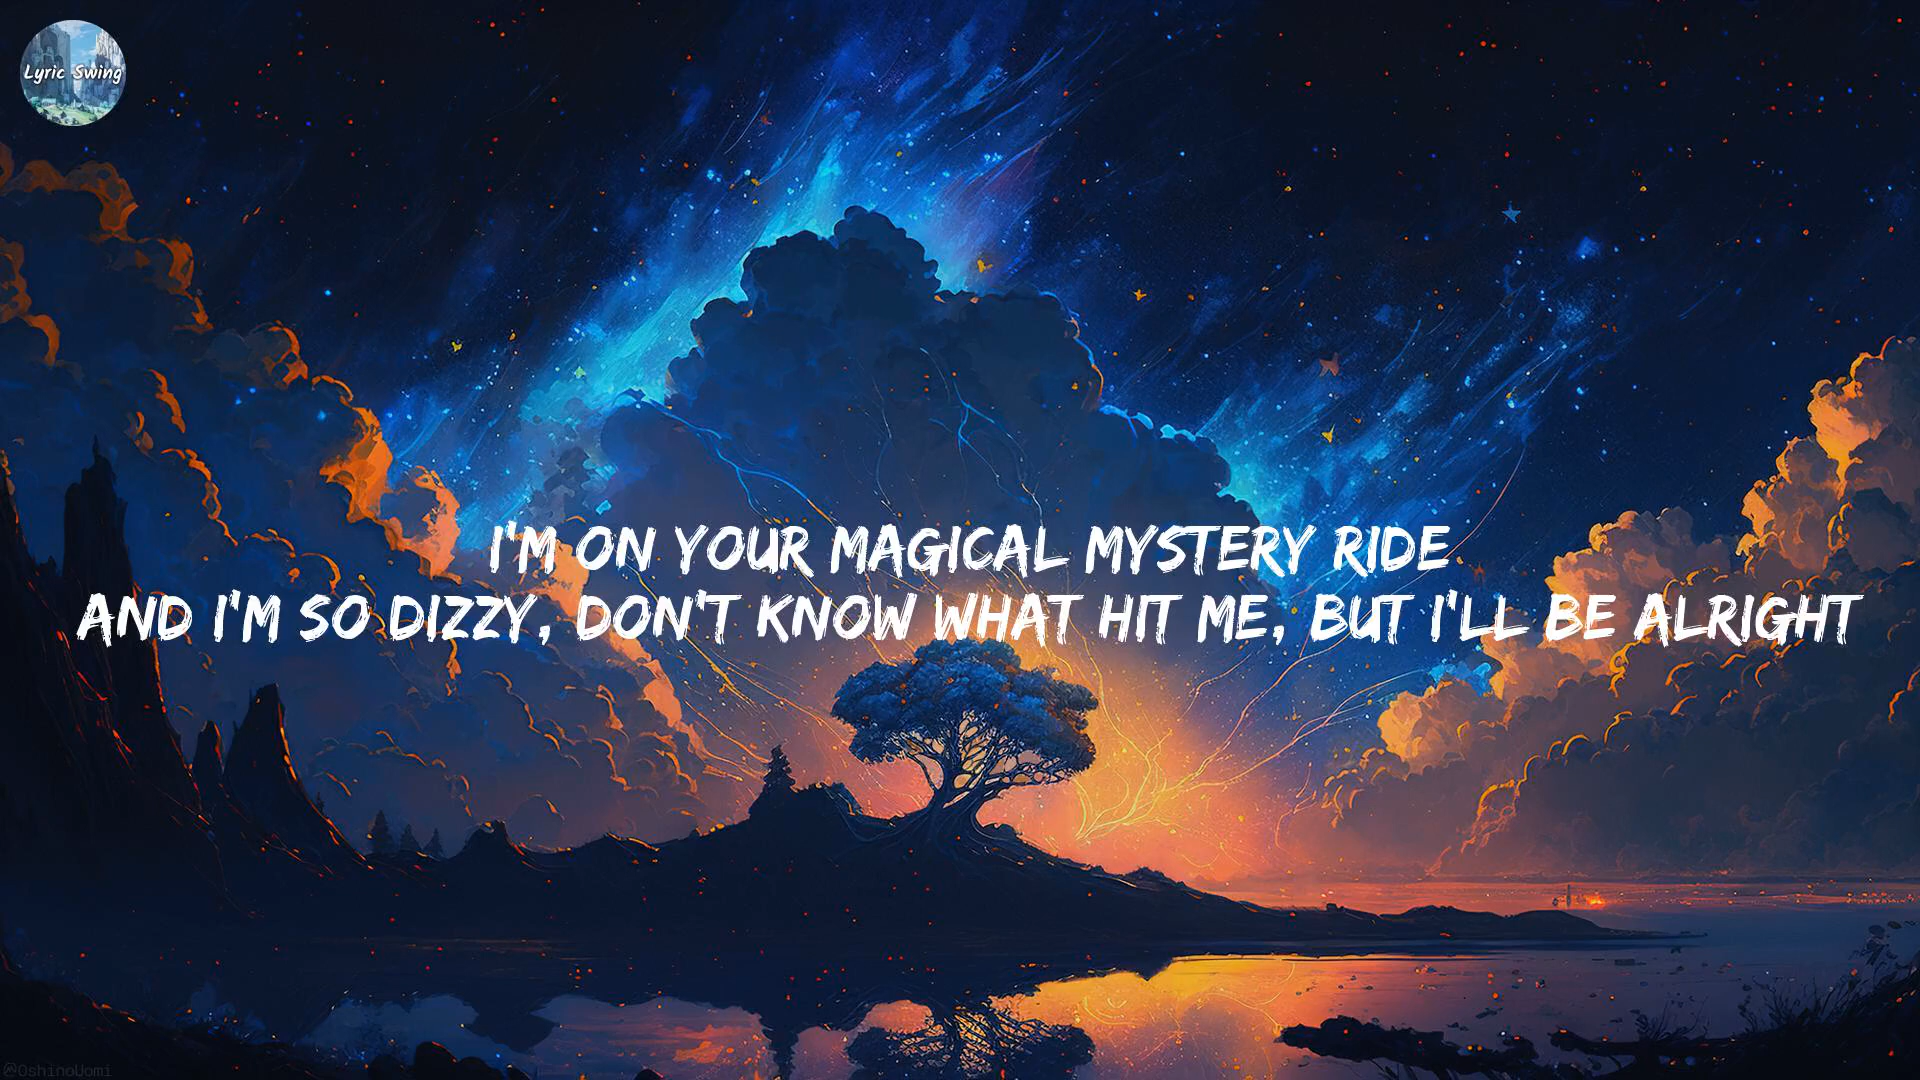 Lyric Swing
I'M ON YOUR MAGICAL MYSTERY RIDE
AND I'M SO DIZZY, DON'T KNOW WHAT HIT ME, BUT I'LL BE ALRIGHT
@OshinoUomi